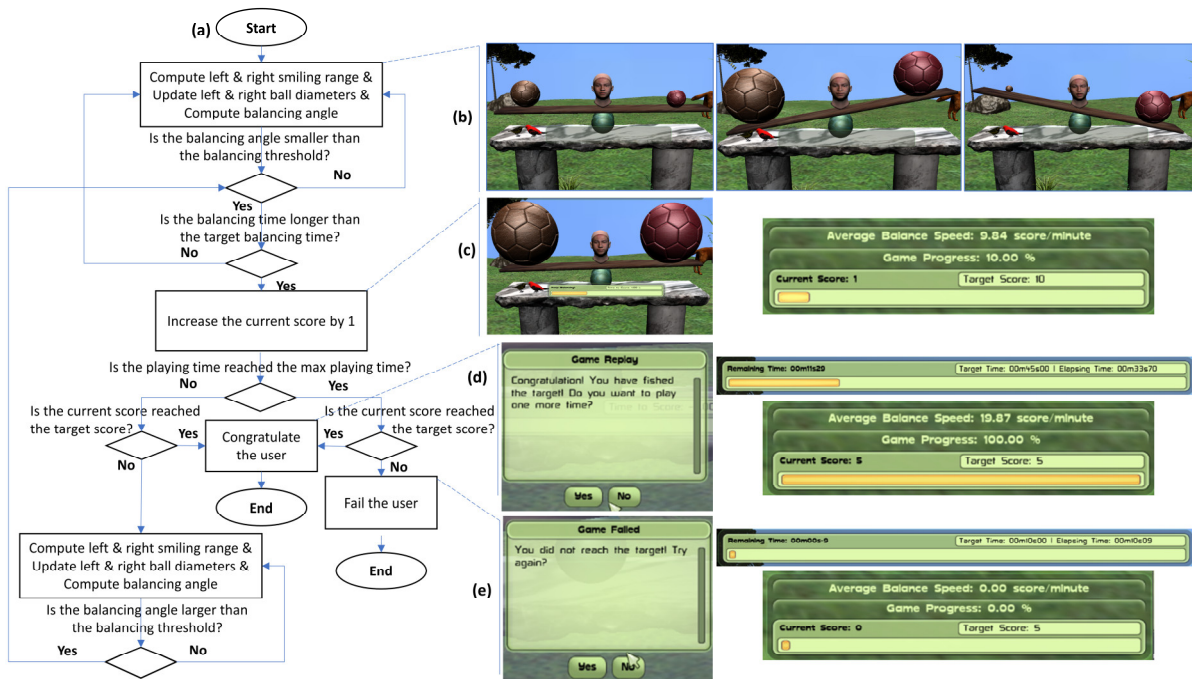 (a)
Start
Compute left & right smiling range &
Update left & right ball diameters &
Compute balancing angle
Is the balancing angle smaller than
the balancing threshold?
No
Yes
Is the balancing time longer than
the target balancing time?
No
Yes
Increase the current score by 1
Is the playing time reached the max playing time?
No
Yes
Is the current score reached
the target score?
Yes
No
Congratulate
the user
End
Is the current score reached
the target score?
Yes
No
Fail the user
End
Compute left & right smiling range &
Update left & right ball diameters &
Compute balancing angle
Is the balancing angle larger than
the balancing threshold?
Yes
No
(b)
(c)
Average Balance Speed: 9.84 score/minute
Game Progress: 10.00 %
Current Score: 1
Target Score: 10
(d)
Game Replay
Congratulation! You have fished
the target! Do you want to play
one more time?
Yes
No
Remaining Time: 00m11s29
Target Time: 00m45s00 | Elapsing Time: 00m33s70
Average Balance Speed: 19.87 score/minute
Game Progress: 100.00 %
Current Score: 5
Target Score: 5
(e)
Game Failed
You did not reach the target! Try
again?
Yes
No
Remaining Time:
Target Time: 00m10s00 | Elapsing Time: 00m10s09
Average Balance Speed: 0.00 score/minute
Game Progress: 0.00 %
Current Score: 0
Target Score: 5